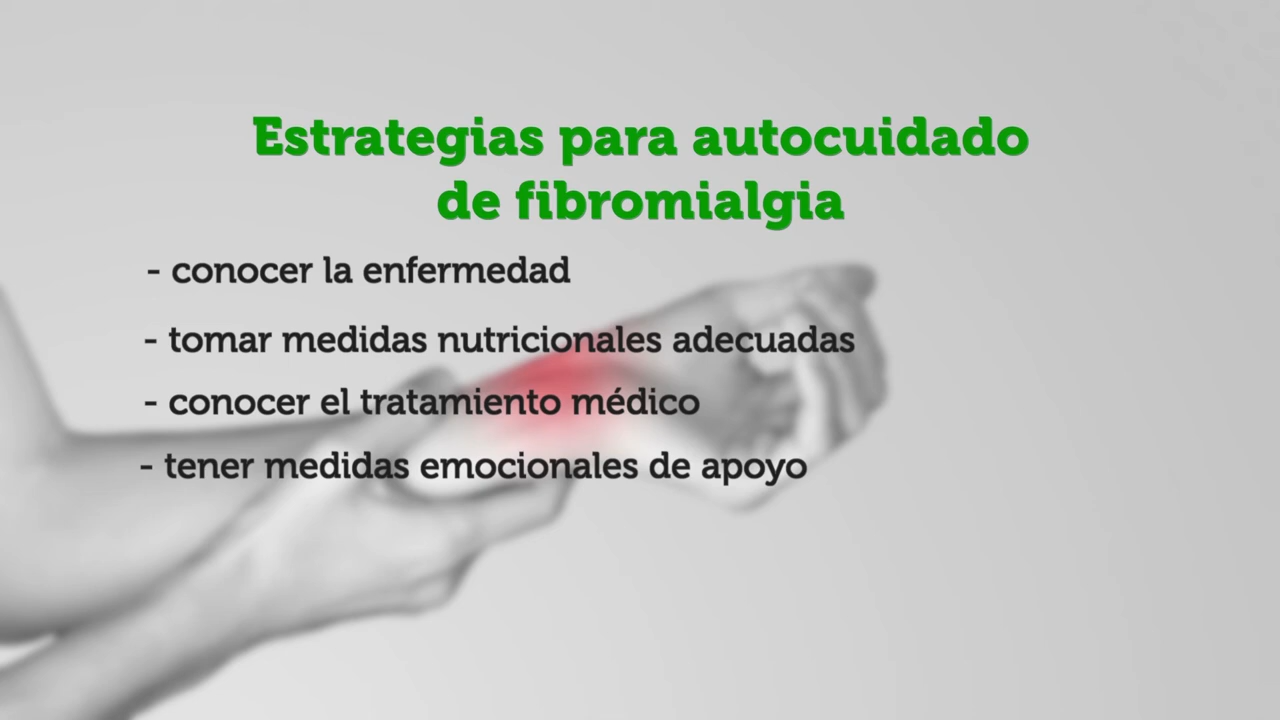 Estrategias para autocuidado
de fibromialgia
- conocer la enfermedad
- tomar medidas nutricionales adecuadas
- conocer el tratamiento médico
- tener medidas emocionales de apoyo